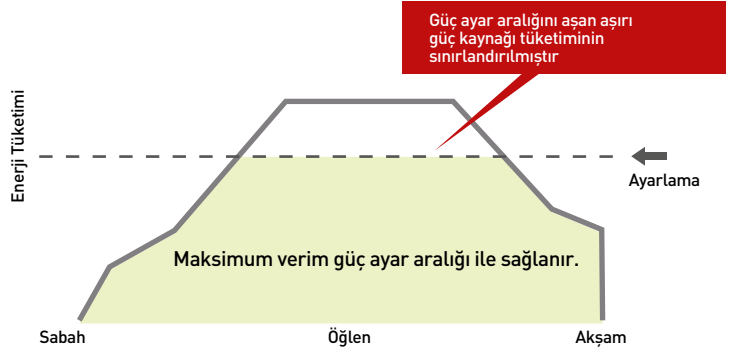 Güç ayar aralığını aşan aşırı
güç kaynağı tüketiminin
sınırlandırılmıştır
Enerji Tüketimi
Ayarlama
Maksimum verim güç ayar aralığı ile sağlanır.
Sabah
Öğlen
Akşam